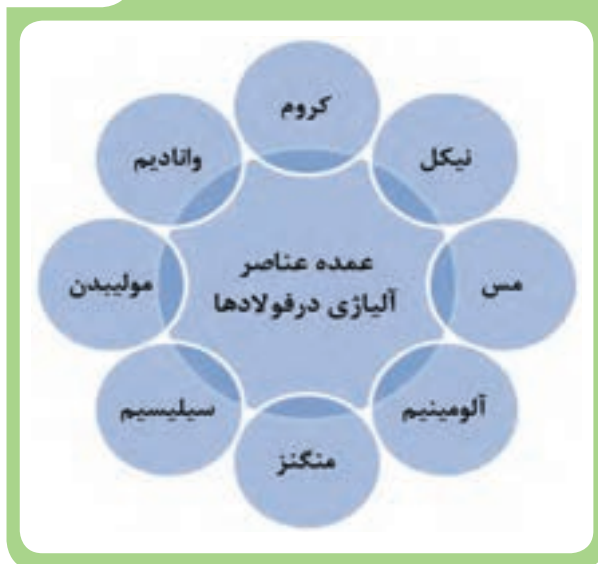 کروم
نیکل
مس
آلومینیم
منگنز
سیلیسیم
مولیبدن
وانادیم
عمده عناصر
آلیاژی درفولادها